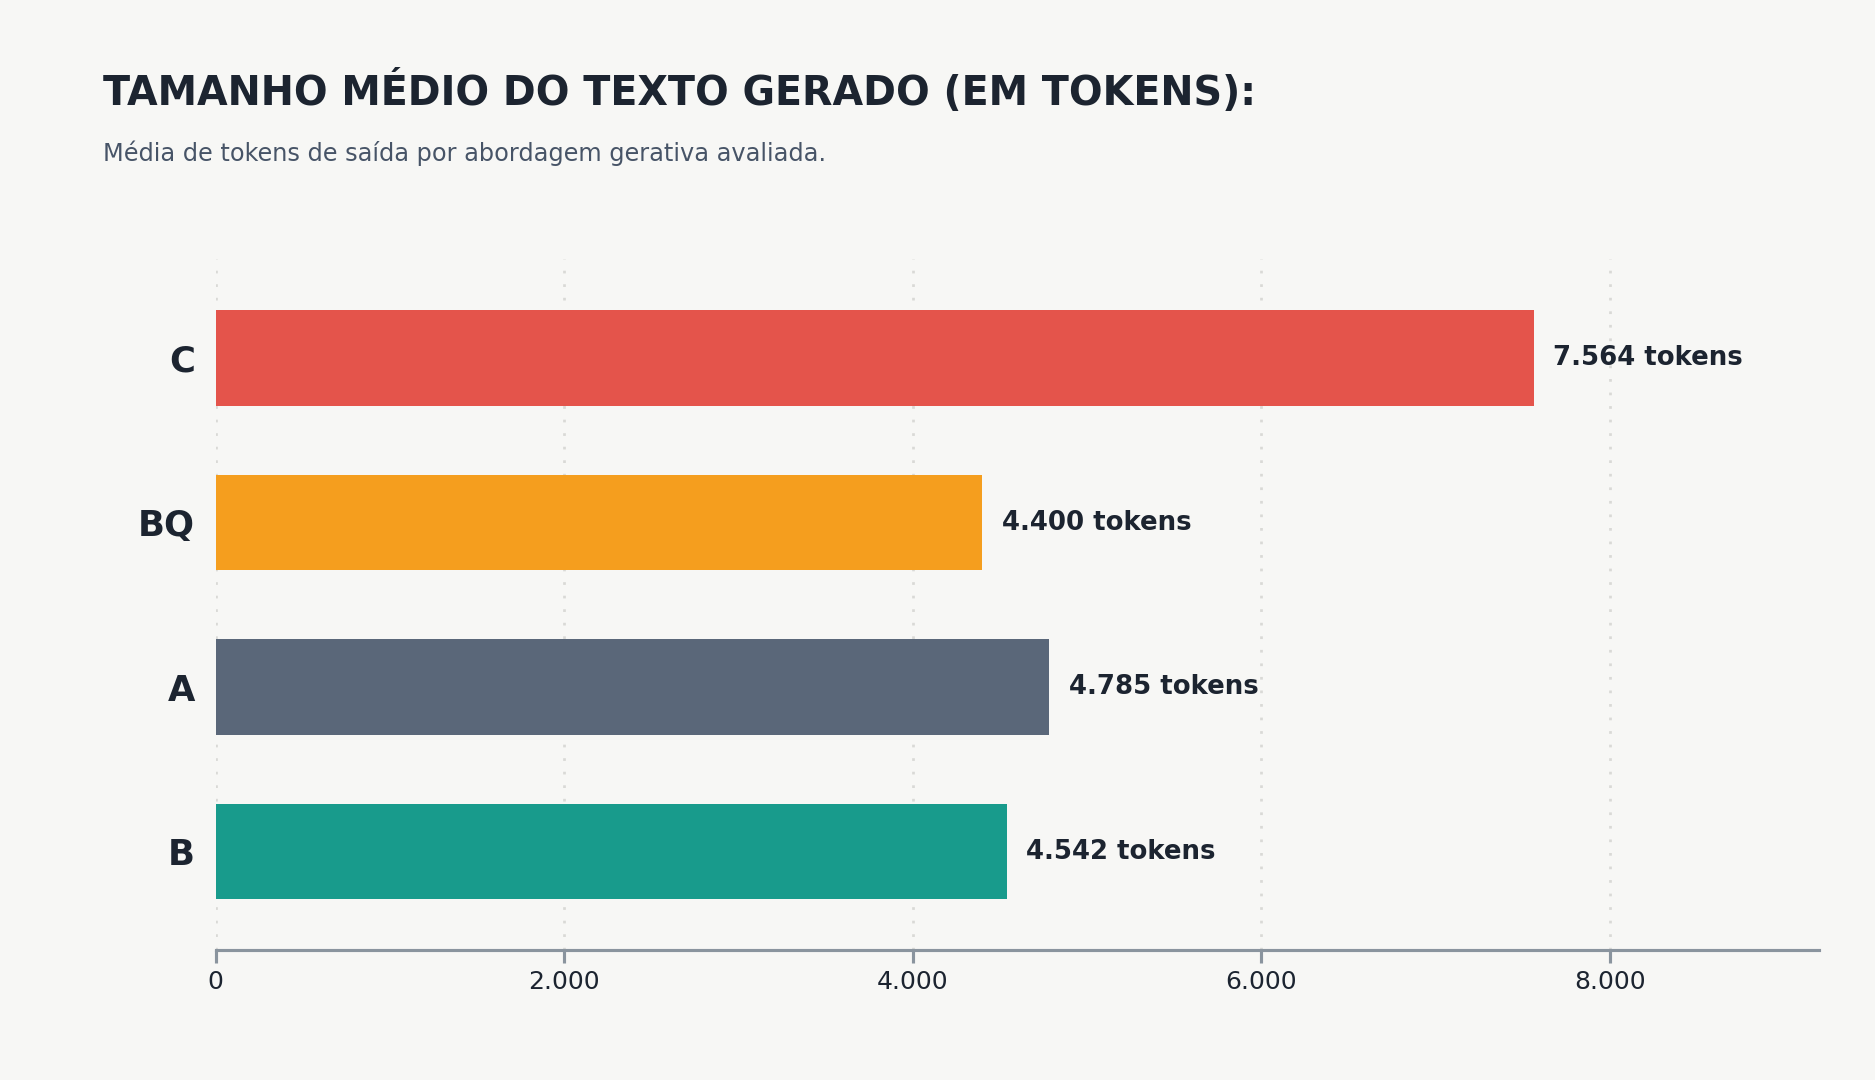 TAMANHO MÉDIO DO TEXTO GERADO (EM TOKENS):
Média de tokens de saída por abordagem gerativa avaliada.
C 7.564 tokens
BQ 4.400 tokens
A 4.785 tokens
B 4.542 tokens
0 2.000 4.000 6.000 8.000